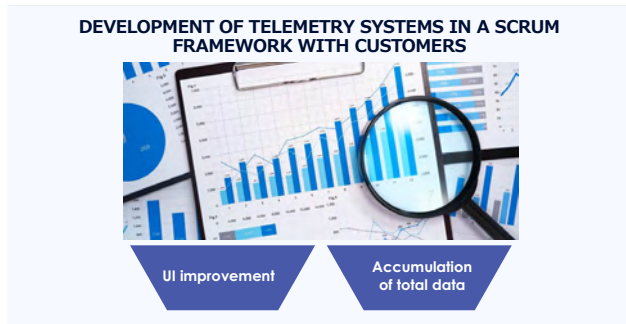 DEVELOPMENT OF TELEMETRY SYSTEMS IN A SCRUM
FRAMEWORK WITH CUSTOMERS
UI improvement
Accumulation
of total data